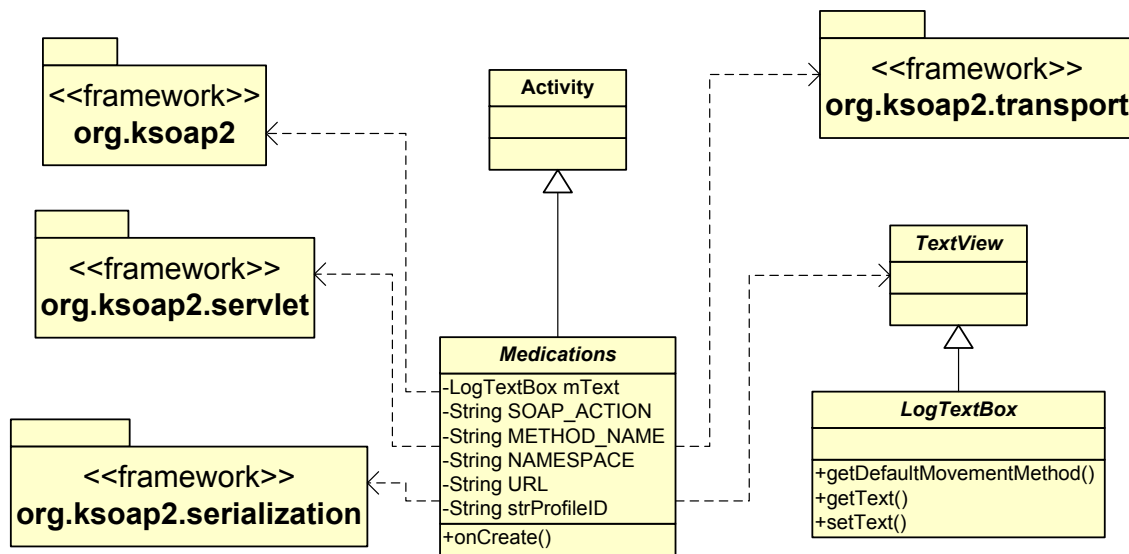 <<framework>>
org.ksoap2
<<framework>>
org.ksoap2.servlet
<<framework>>
org.ksoap2.serialization
Activity
Medications
-LogTextBox mText
-String SOAP_ACTION
-String METHOD_NAME
-String NAMESPACE
-String URL
-String strProfileID
+onCreate()
<<framework>>
org.ksoap2.transport
TextView
LogTextBox
+getDefaultMovementMethod()
+getText()
+setText()